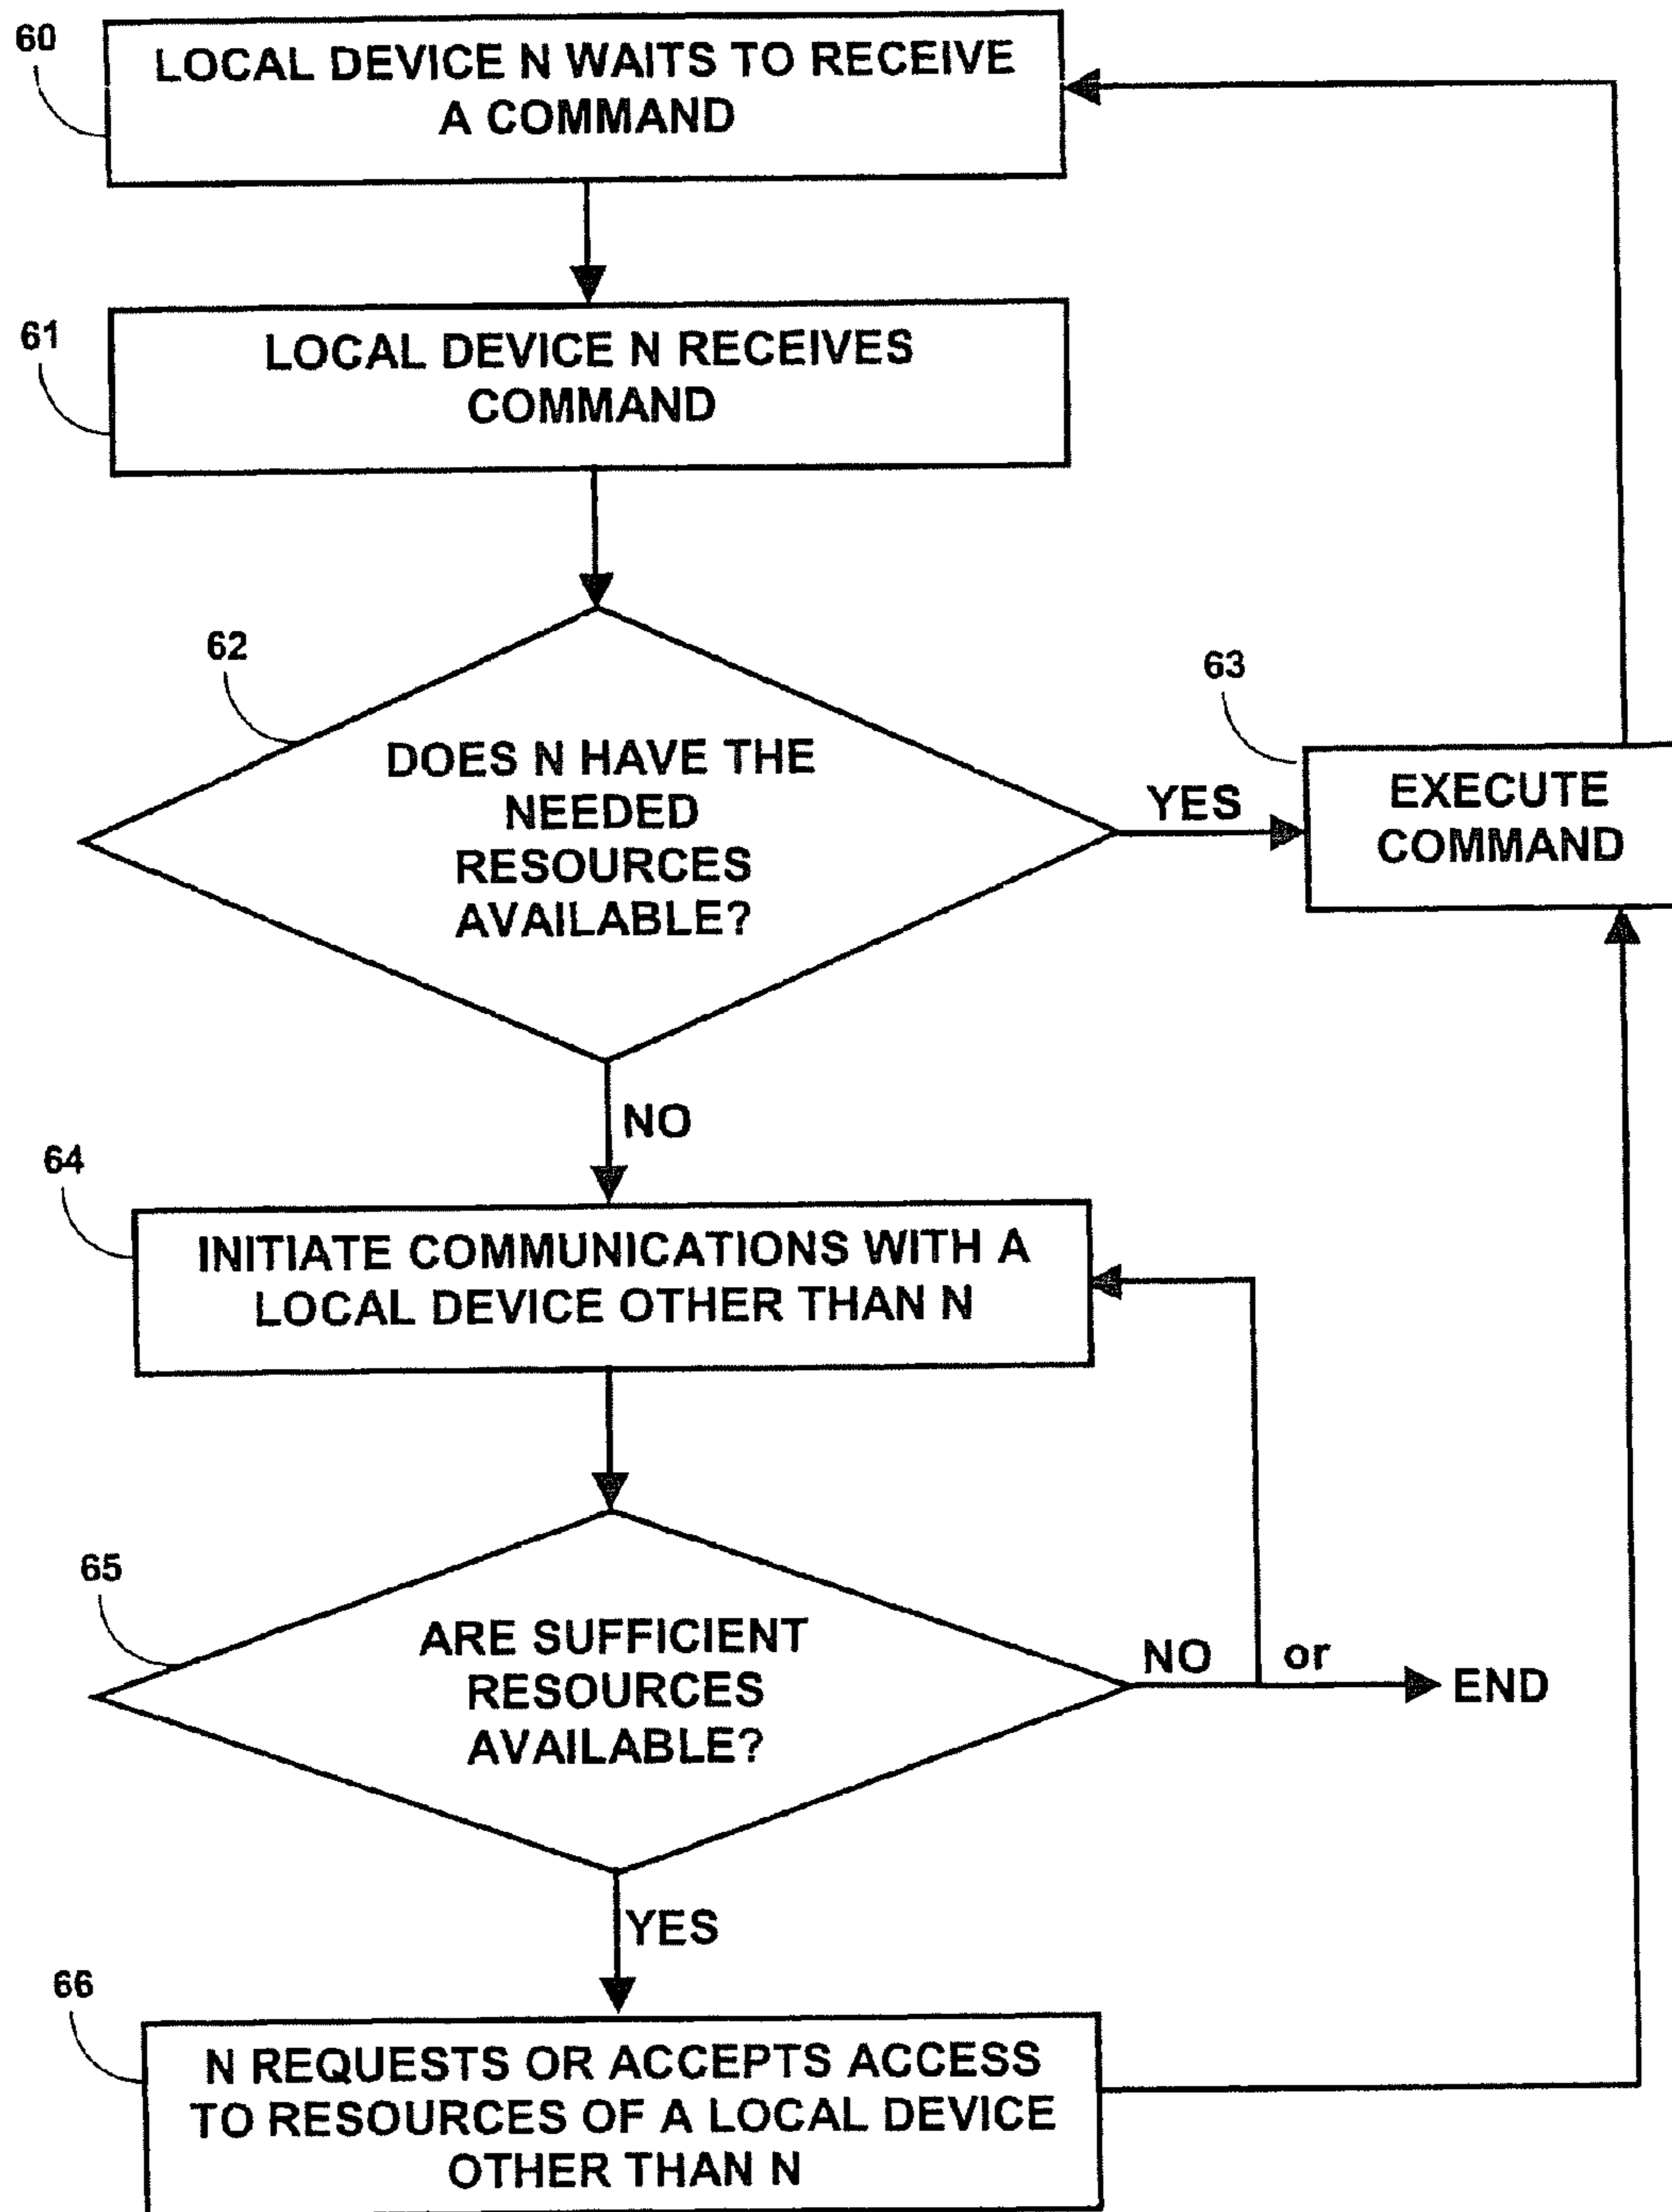 60
LOCAL DEVICE N WAITS TO RECEIVE
A COMMAND
61
LOCAL DEVICE N RECEIVES
COMMAND
62
DOES N HAVE THE
NEEDED
RESOURCES
AVAILABLE?
YES
63
EXECUTE
COMMAND
NO
64
INITIATE COMMUNICATIONS WITH A
LOCAL DEVICE OTHER THAN N
65
ARE SUFFICIENT
RESOURCES
AVAILABLE?
NO or
END
YES
66
N REQUESTS OR ACCEPTS ACCESS
TO RESOURCES OF A LOCAL DEVICE
OTHER THAN N